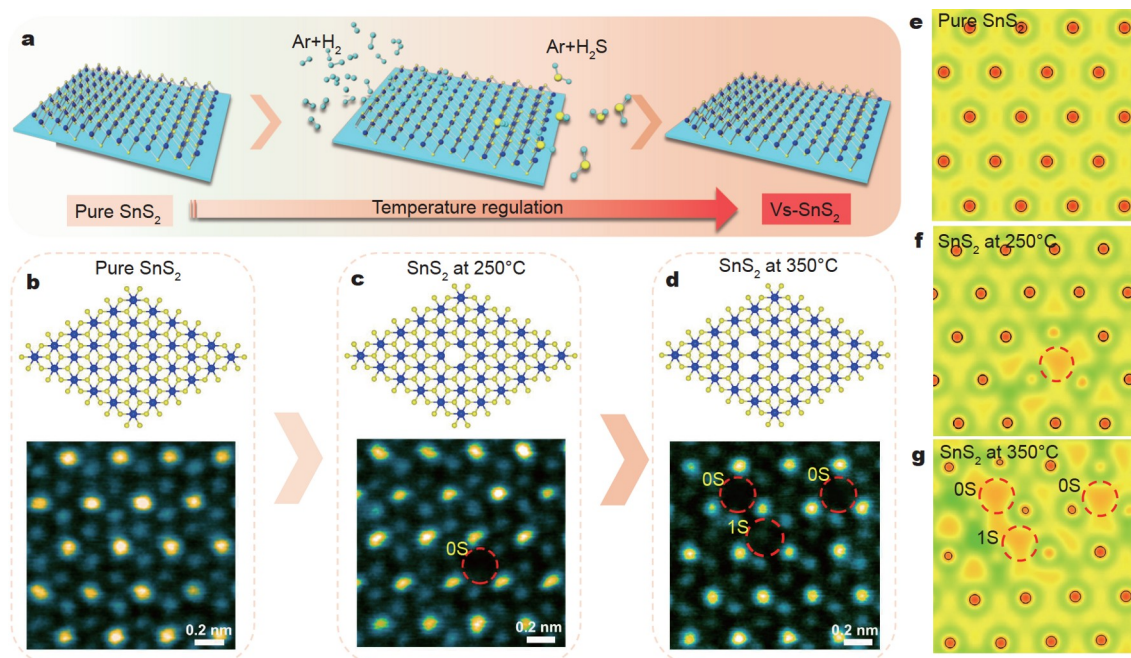 a
Ar+H₂
Ar+H₂S
Pure SnS₂
Temperature regulation
Vs-SnS₂
b
Pure SnS₂
0.2 nm
c
SnS₂ at 250°C
0S
0.2 nm
d
SnS₂ at 350°C
0S
0S
1S
0.2 nm
e
Pure SnS₂
f
SnS₂ at 250°C
g
SnS₂ at 350°C
0S
0S
1S